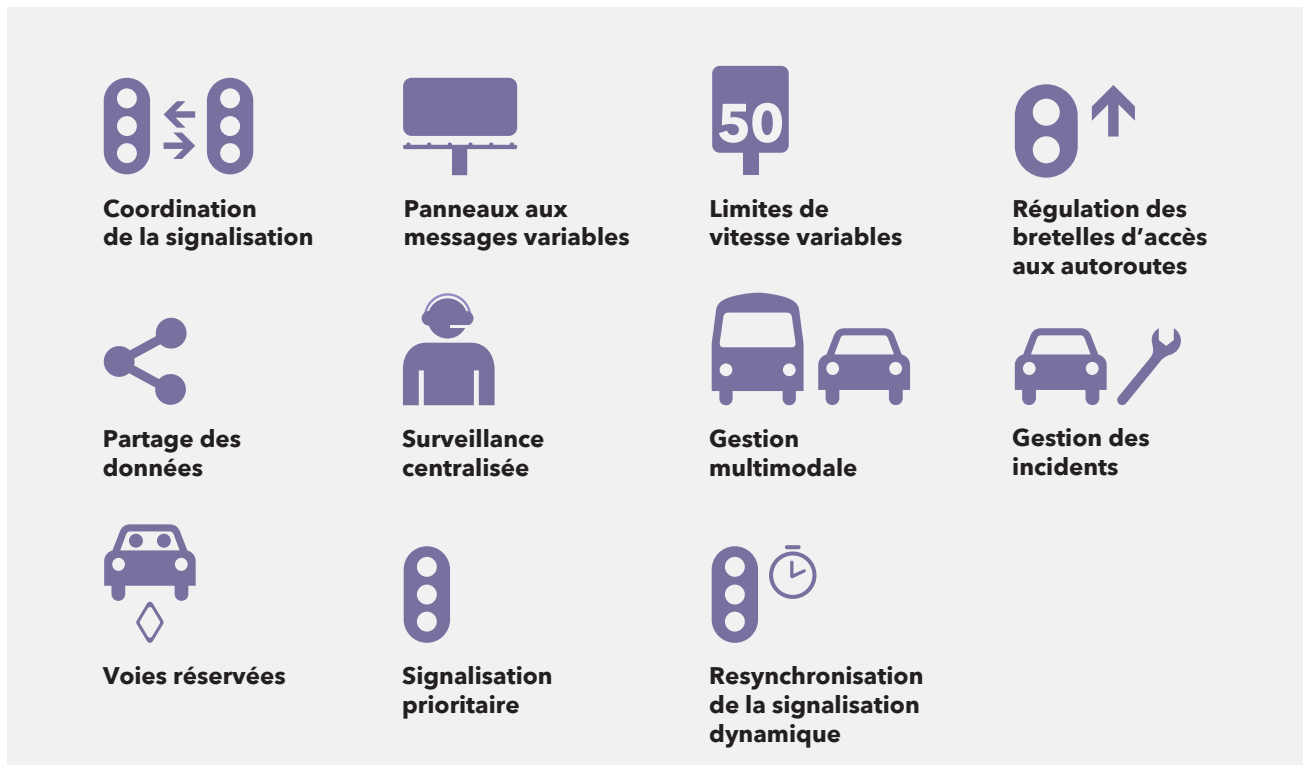 50
Coordination
de la signalisation
Panneaux aux
messages variables
Limites de
vitesse variables
Régulation des
bretelles d’accès
aux autoroutes
Partage des
données
Surveillance
centralisée
Gestion
multimodale
Gestion des
incidents
Voies réservées
Signalisation
prioritaire
Resynchronisation
de la signalisation
dynamique